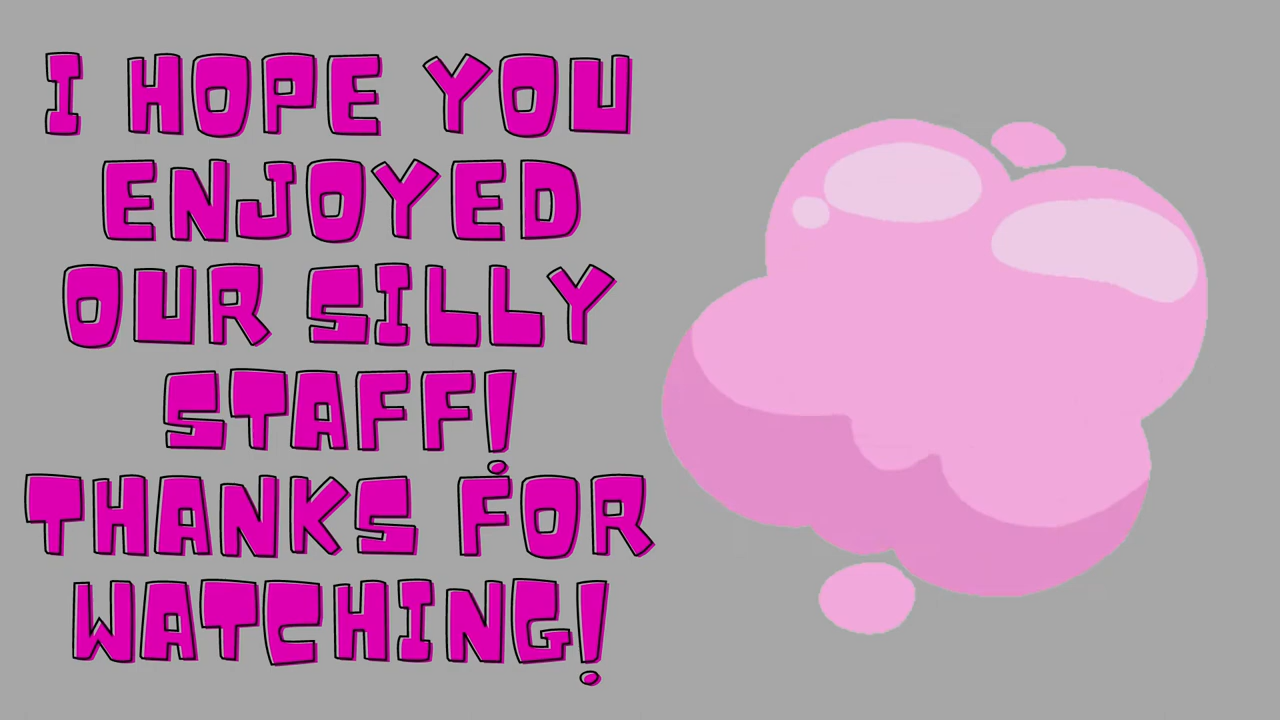 I HOPE YOU
ENJOYED
OUR SILLY
STAFF!
THANKS FOR
WATCHING!